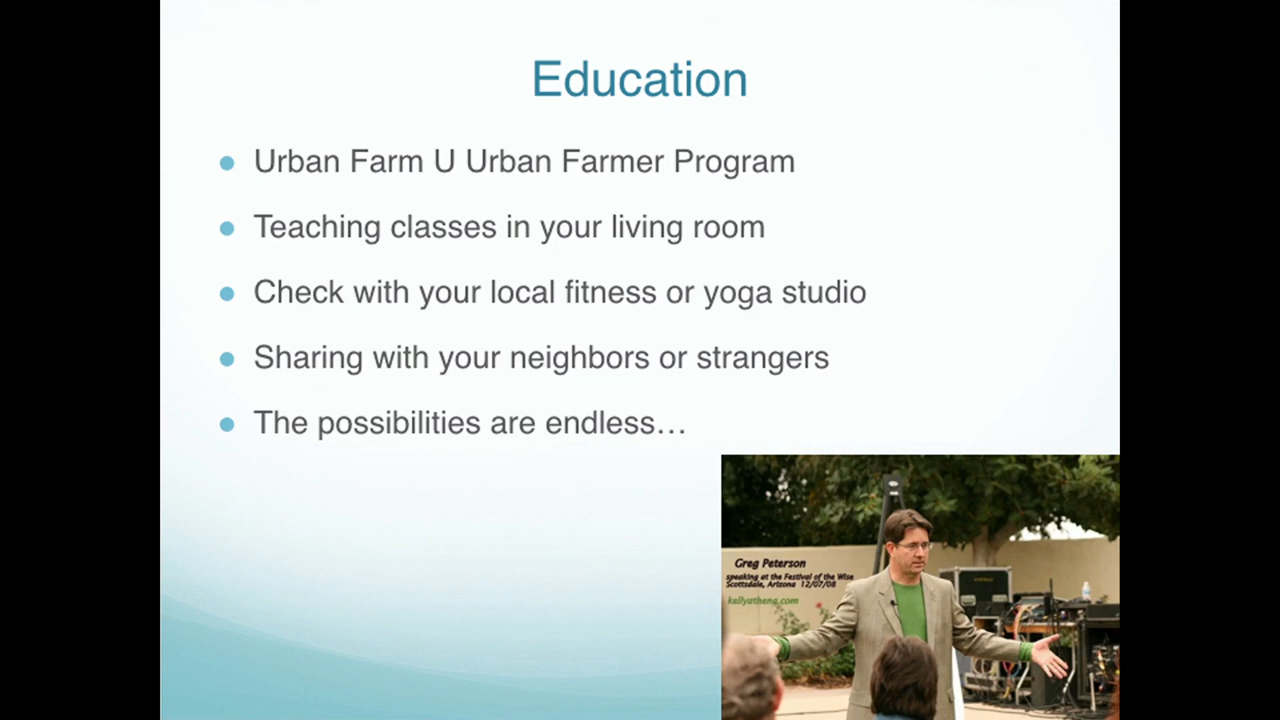 Education
Urban Farm U Urban Farmer Program
Teaching classes in your living room
Check with your local fitness or yoga studio
Sharing with your neighbors or strangers
The possibilities are endless…
Greg Peterson
speaking at the Festival of the Wise
Scottsdale, Arizona 12/07/08
kellyathena.com